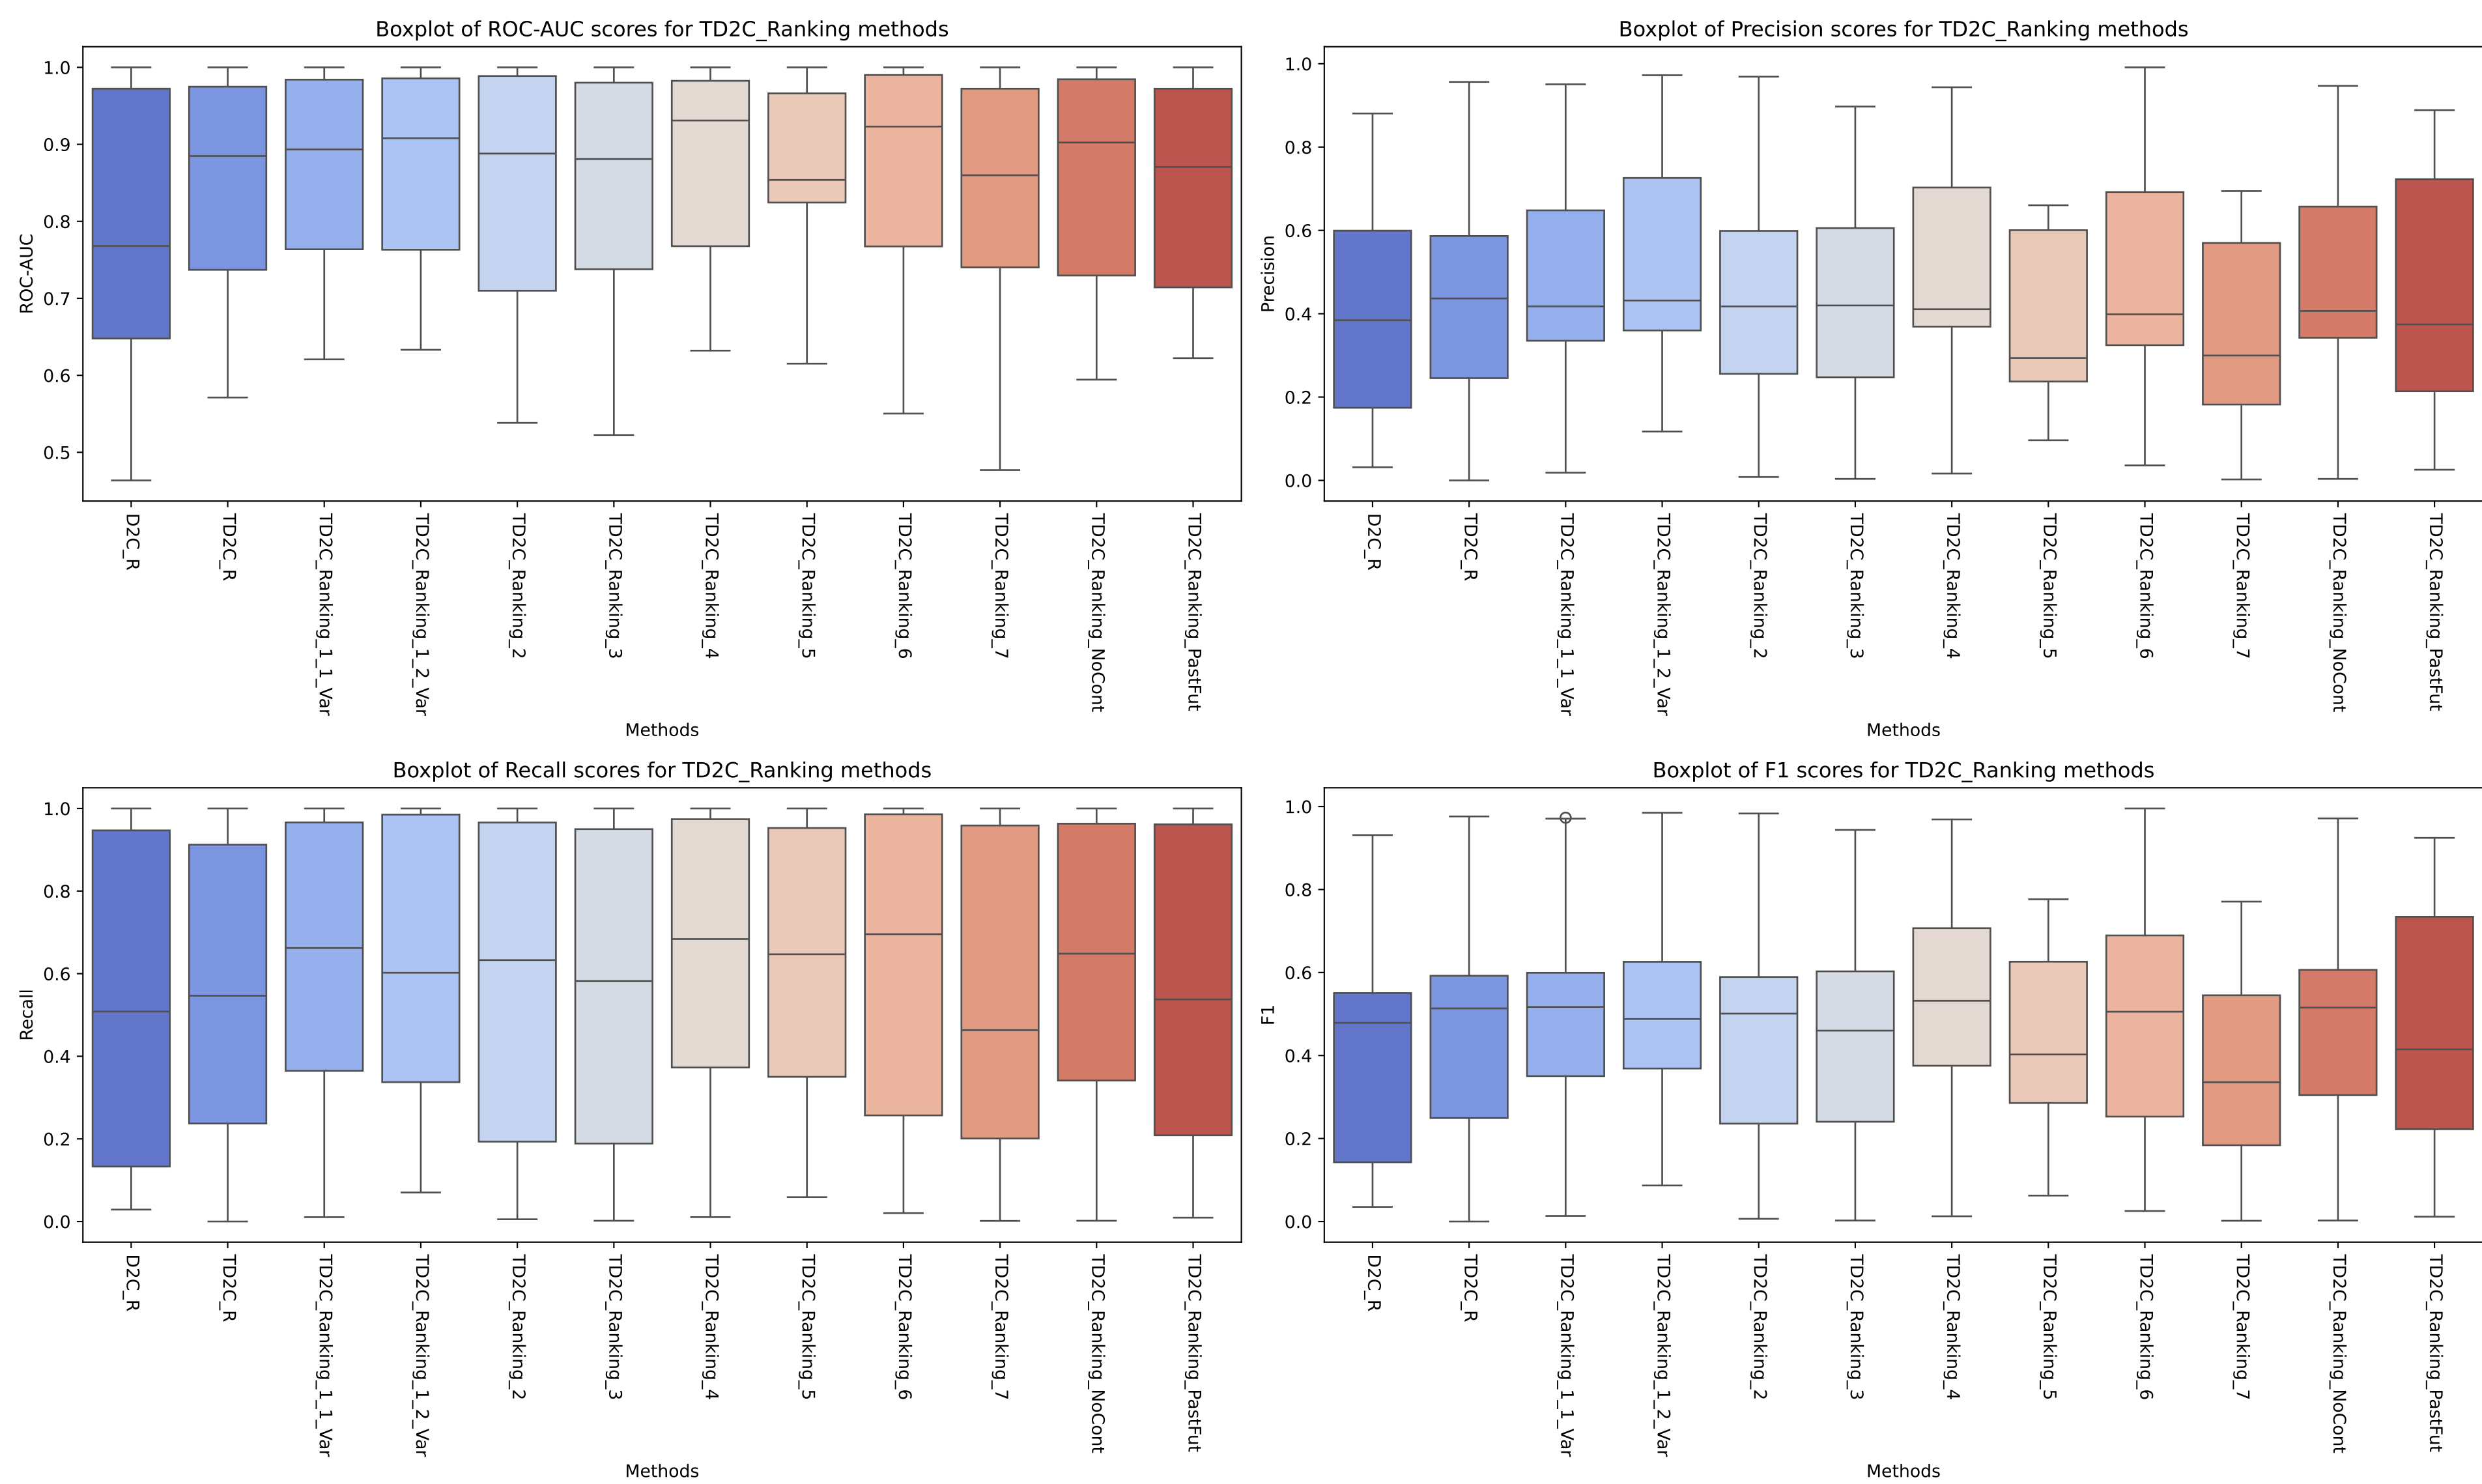 Boxplot of ROC-AUC scores for TD2C_Ranking methods
ROC-AUC
1.0
0.9
0.8
0.7
0.6
0.5
D2C_R
TD2C_R
TD2C_Ranking_1_1_Var
TD2C_Ranking_1_2_Var
TD2C_Ranking_2
TD2C_Ranking_3
TD2C_Ranking_4
TD2C_Ranking_5
TD2C_Ranking_6
TD2C_Ranking_7
TD2C_Ranking_NoCont
TD2C_Ranking_PastFut
Methods
Boxplot of Precision scores for TD2C_Ranking methods
Precision
1.0
0.8
0.6
0.4
0.2
0.0
D2C_R
TD2C_R
TD2C_Ranking_1_1_Var
TD2C_Ranking_1_2_Var
TD2C_Ranking_2
TD2C_Ranking_3
TD2C_Ranking_4
TD2C_Ranking_5
TD2C_Ranking_6
TD2C_Ranking_7
TD2C_Ranking_NoCont
TD2C_Ranking_PastFut
Methods
Boxplot of Recall scores for TD2C_Ranking methods
Recall
1.0
0.8
0.6
0.4
0.2
0.0
D2C_R
TD2C_R
TD2C_Ranking_1_1_Var
TD2C_Ranking_1_2_Var
TD2C_Ranking_2
TD2C_Ranking_3
TD2C_Ranking_4
TD2C_Ranking_5
TD2C_Ranking_6
TD2C_Ranking_7
TD2C_Ranking_NoCont
TD2C_Ranking_PastFut
Methods
Boxplot of F1 scores for TD2C_Ranking methods
F1
1.0
0.8
0.6
0.4
0.2
0.0
D2C_R
TD2C_R
TD2C_Ranking_1_1_Var
TD2C_Ranking_1_2_Var
TD2C_Ranking_2
TD2C_Ranking_3
TD2C_Ranking_4
TD2C_Ranking_5
TD2C_Ranking_6
TD2C_Ranking_7
TD2C_Ranking_NoCont
TD2C_Ranking_PastFut
Methods